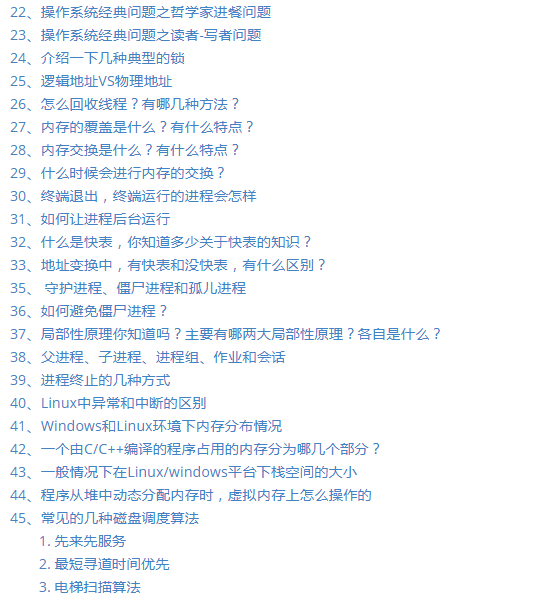 22、操作系统经典问题之哲学家进餐问题
23、操作系统经典问题之读者-写者问题
24、介绍一下几种典型的锁
25、逻辑地址VS物理地址
26、怎么回收线程？有哪几种方法？
27、内存的覆盖是什么？有什么特点？
28、内存交换是什么？有什么特点？
29、什么时候会进行内存的交换？
30、终端退出，终端运行的进程会怎样
31、如何让进程后台运行
32、什么是快表，你知道多少关于快表的知识？
33、地址变换中，有快表和没快表，有什么区别？
35、 守护进程、僵尸进程和孤儿进程
36、如何避免僵尸进程？
37、局部性原理你知道吗？主要有哪两大局部性原理？各自是什么？
38、父进程、子进程、进程组、作业和会话
39、进程终止的几种方式
40、Linux中异常和中断的区别
41、Windows和Linux环境下内存分布情况
42、一个由C/C++编译的程序占用的内存分为哪几个部分？
43、一般情况下在Linux/windows平台下栈空间的大小
44、程序从堆中动态分配内存时，虚拟内存上怎么操作的
45、常见的几种磁盘调度算法
1. 先来先服务
2. 最短寻道时间优先
3. 电梯扫描算法